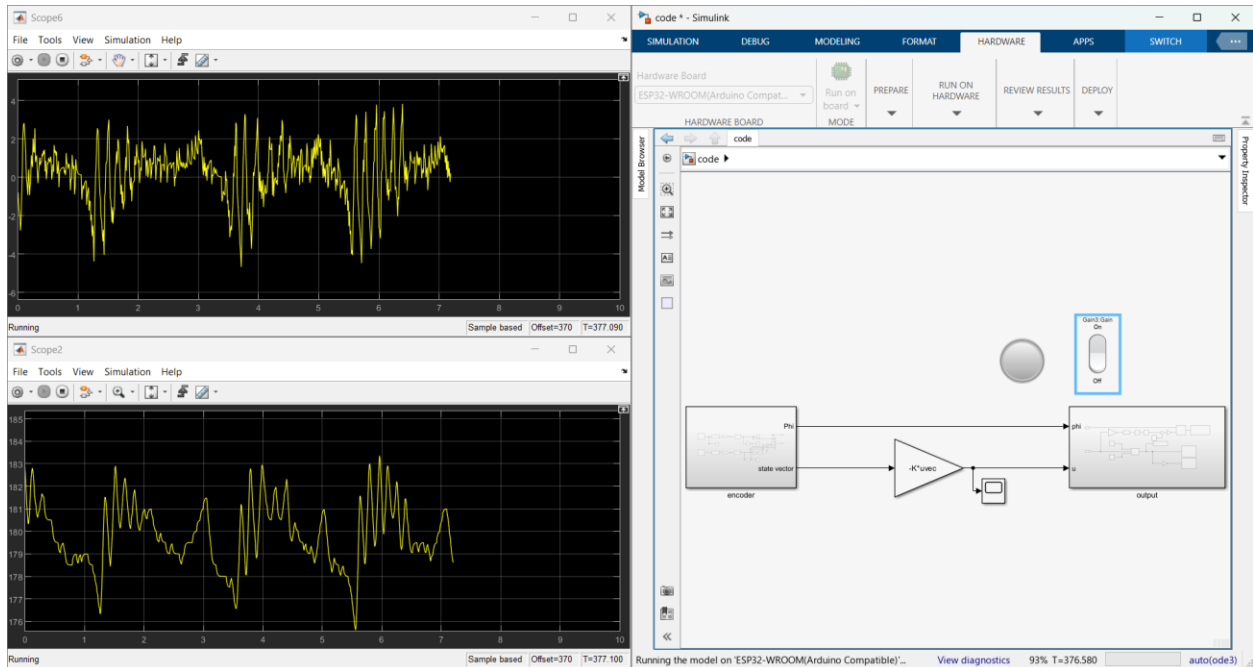 Scope6
File Tools View Simulation Help
4
2
0
-2
-4
-6
0 1 2 3 4 5 6 7 8 9 10
Running
Sample based Offset=370 T=377.090
Scope2
File Tools View Simulation Help
185
184
183
182
181
180
179
178
177
176
0 1 2 3 4 5 6 7 8 9 10
Running
Sample based Offset=370 T=377.100
code * - Simulink
SIMULATION DEBUG MODELING FORMAT HARDWARE APPS SWITCH
Hardware Board
ESP32-WROOM(Arduino Compat...
HARDWARE BOARD
Run on
board
MODE
PREPARE
RUN ON
HARDWARE
REVIEW RESULTS
DEPLOY
Model Browser
code
code
Property Inspector
Gain3:Gain
On
Off
Phi
state vector
encoder
-K*uvec
phi
u
output
Running the model on 'ESP32-WROOM(Arduino Compatible)'... View diagnostics 93% T=376.580 auto(ode3)